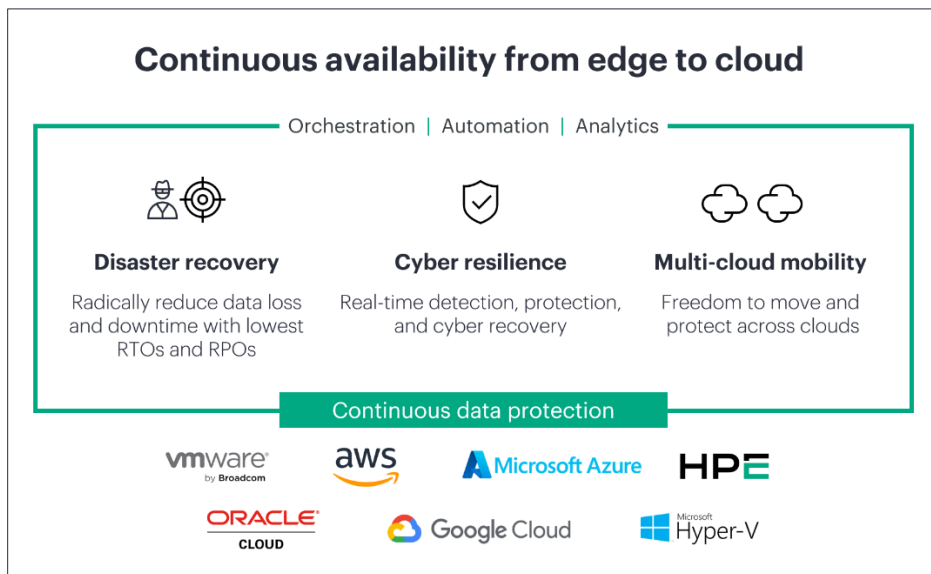 Continuous availability from edge to cloud
Orchestration | Automation | Analytics
Disaster recovery
Radically reduce data loss
and downtime with lowest
RTOs and RPOs
Cyber resilience
Real-time detection, protection,
and cyber recovery
Multi-cloud mobility
Freedom to move and
protect across clouds
Continuous data protection
vmware®
by Broadcom
aws
Microsoft Azure
HPE
ORACLE®
CLOUD
Google Cloud
Microsoft
Hyper-V